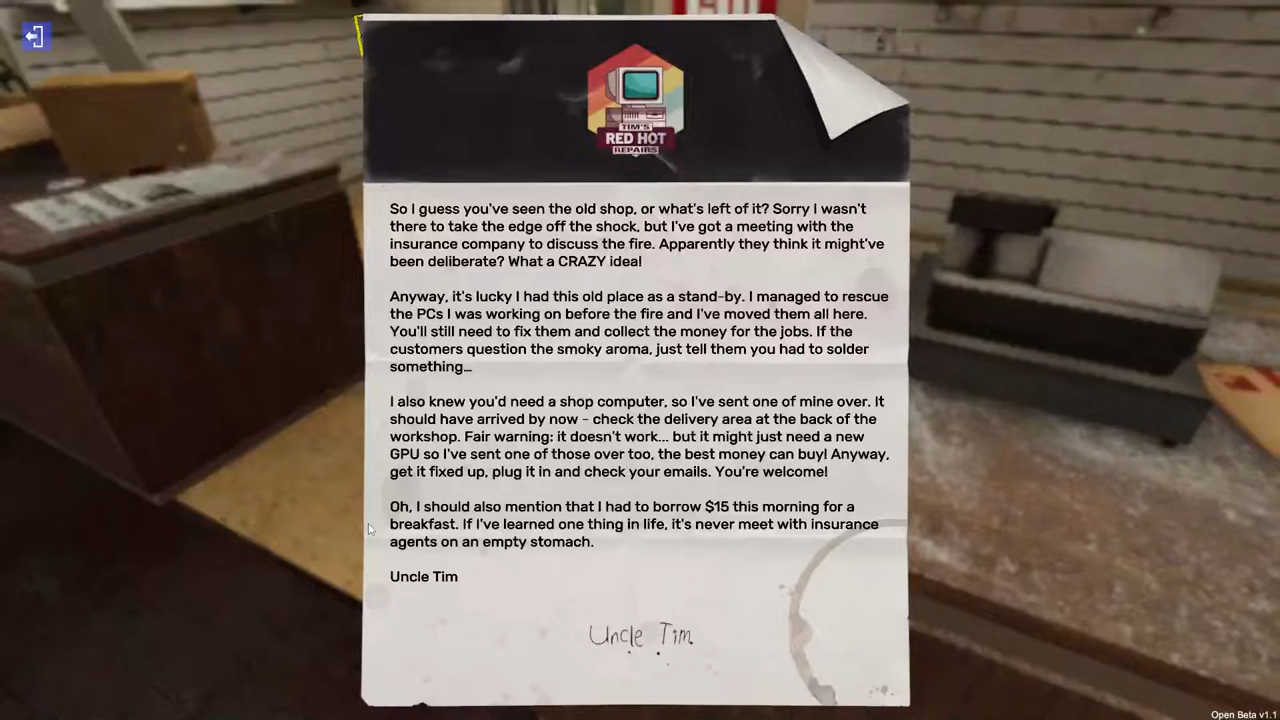 TIM'S
RED HOT
REPAIRS
So I guess you've seen the old shop, or what's left of it? Sorry I wasn't
there to take the edge off the shock, but I've got a meeting with the
insurance company to discuss the fire. Apparently they think it might've
been deliberate? What a CRAZY idea!
Anyway, it's lucky I had this old place as a stand-by. I managed to rescue
the PCs I was working on before the fire and I've moved them all here.
You'll still need to fix them and collect the money for the jobs. If the
customers question the smoky aroma, just tell them you had to solder
something…
I also knew you'd need a shop computer, so I've sent one of mine over. It
should have arrived by now - check the delivery area at the back of the
workshop. Fair warning: it doesn't work... but it might just need a new
GPU so I've sent one of those over too, the best money can buy! Anyway,
get it fixed up, plug it in and check your emails. You're welcome!
Oh, I should also mention that I had to borrow $15 this morning for a
breakfast. If I've learned one thing in life, it's never meet with insurance
agents on an empty stomach.
Uncle Tim
Uncle Tim
Open Beta v1.1